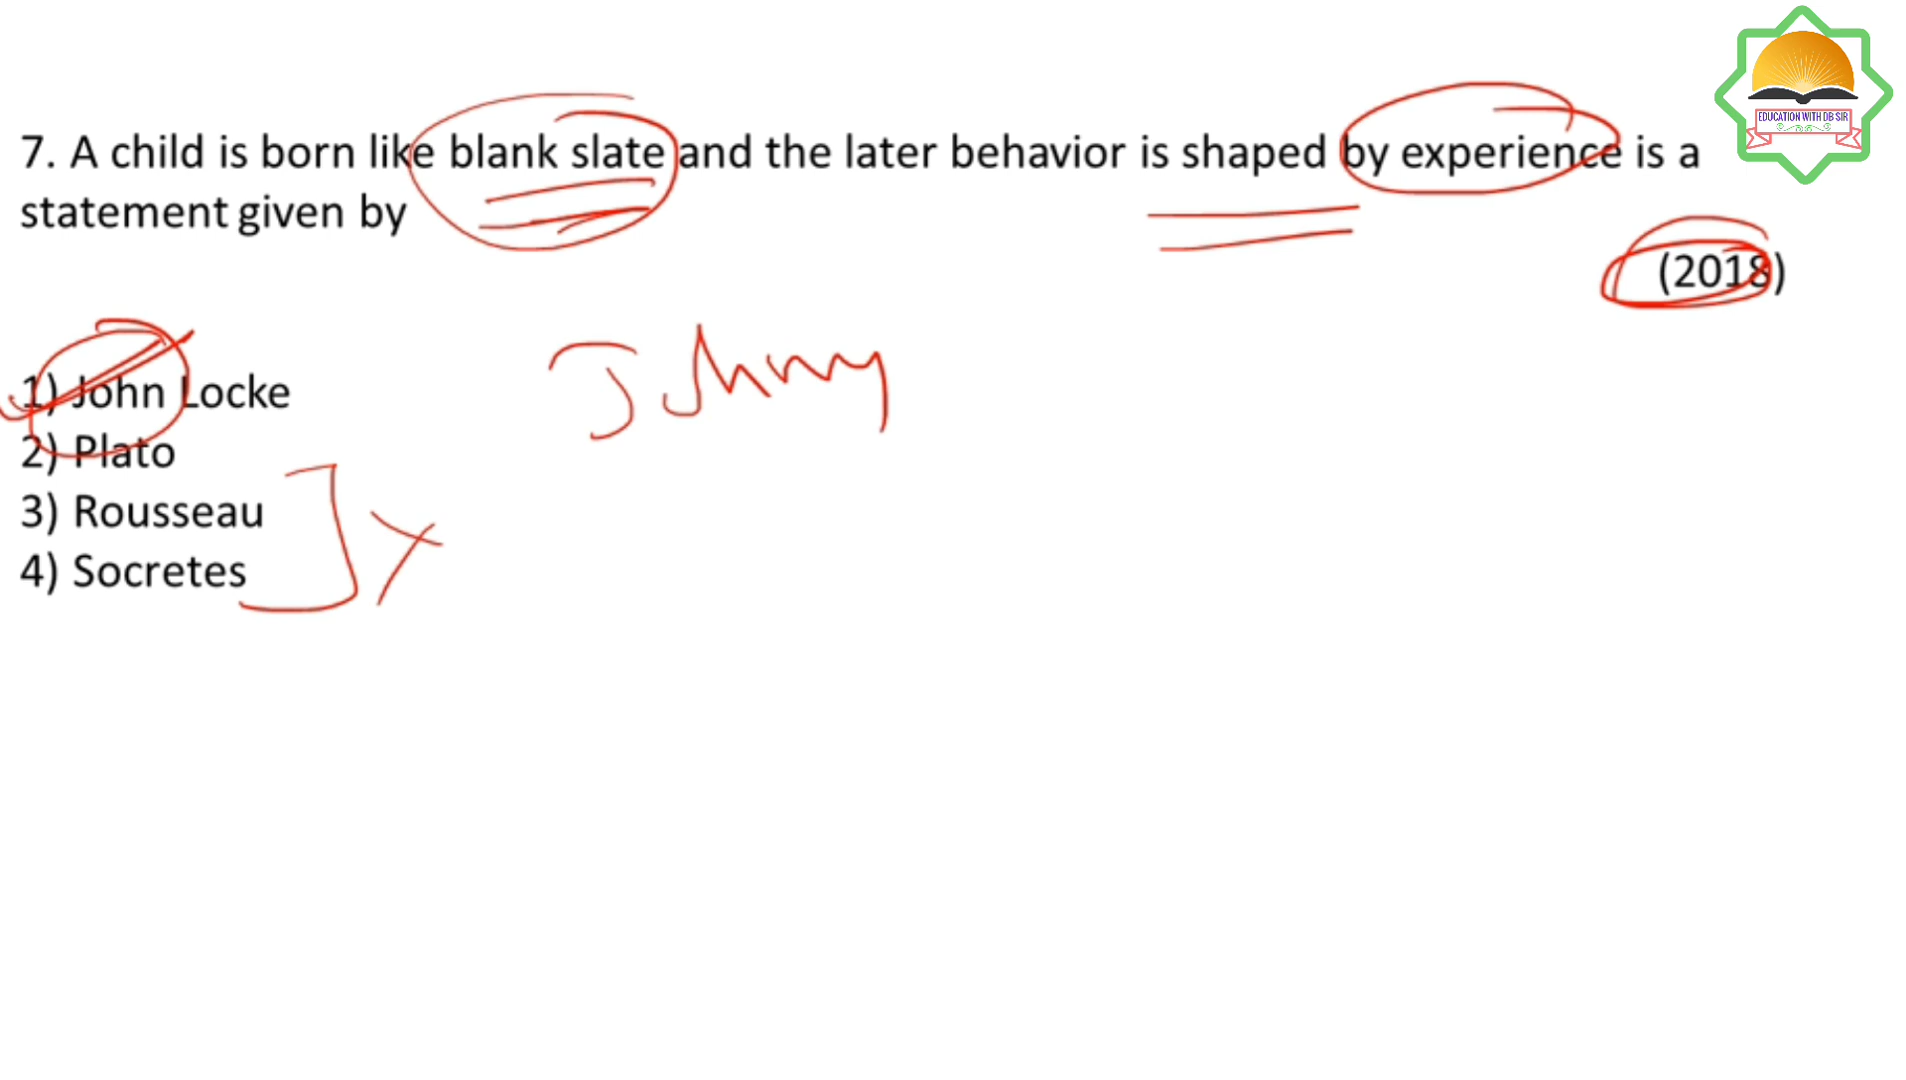 EDUCATION WITH DB SIR
7. A child is born like blank slate and the later behavior is shaped by experience is a
statement given by
(2018)
1) John Locke
2) Plato
3) Rousseau
4) Socretes